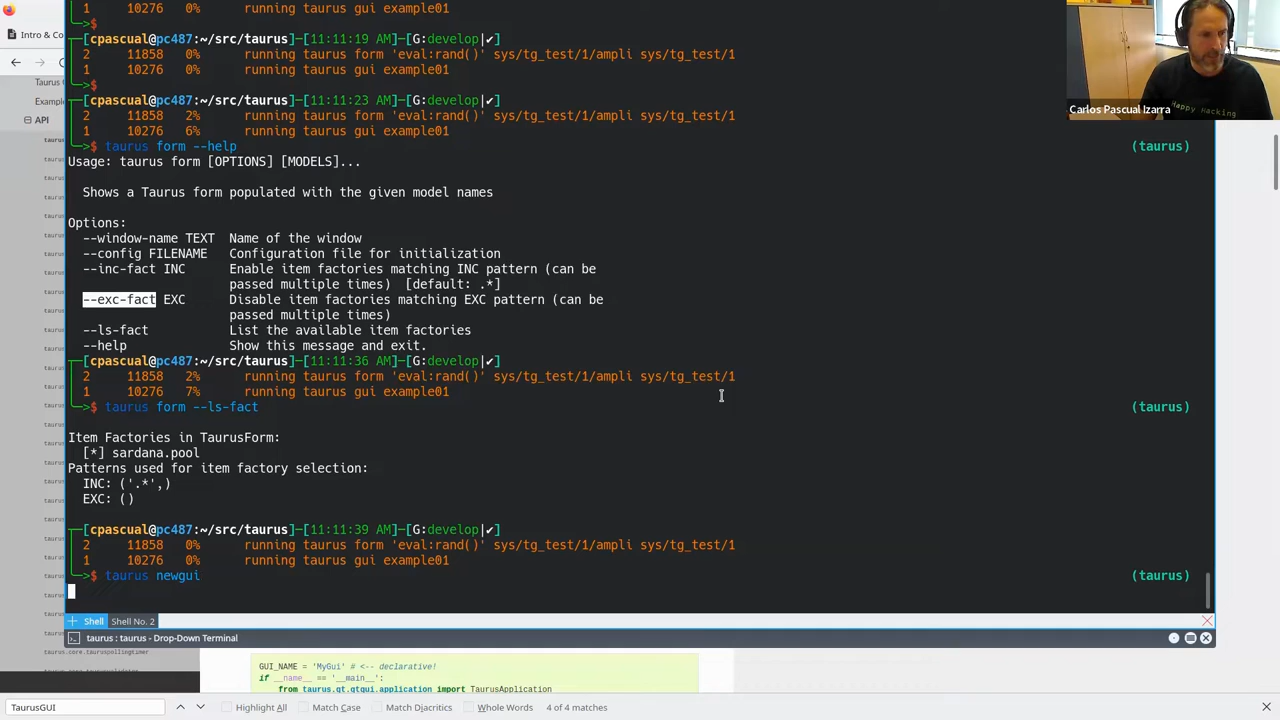 1      10276   0%      running taurus gui example01
$
Intro & Co
[cpascual@pc487:~/src/taurus]─[11:11:19 AM]─[G:develop|✔]
2      11858   0%      running taurus form 'eval:rand()' sys/tg_test/1/ampli sys/tg_test/1
1      10276   0%      running taurus gui example01
$
Taurus
[cpascual@pc487:~/src/taurus]─[11:11:23 AM]─[G:develop|✔]
Example
Carlos Pascual Izarra
Happy Hacking
2      11858   2%      running taurus form 'eval:rand()' sys/tg_test/1/ampli sys/tg_test/1
API
1      10276   6%      running taurus gui example01
$ taurus form --help (taurus)
Usage: taurus form [OPTIONS] [MODELS]...
Shows a Taurus form populated with the given model names
Options:
--window-name TEXT  Name of the window
--config FILENAME   Configuration file for initialization
--inc-fact INC      Enable item factories matching INC pattern (can be
passed multiple times)  [default: .*]
--exc-fact EXC      Disable item factories matching EXC pattern (can be
passed multiple times)
--ls-fact           List the available item factories
--help              Show this message and exit.
[cpascual@pc487:~/src/taurus]─[11:11:36 AM]─[G:develop|✔]
2      11858   2%      running taurus form 'eval:rand()' sys/tg_test/1/ampli sys/tg_test/1
1      10276   7%      running taurus gui example01
$ taurus form --ls-fact (taurus)
Item Factories in TaurusForm:
[*] sardana.pool
Patterns used for item factory selection:
INC: ('.*',)
EXC: ()
[cpascual@pc487:~/src/taurus]─[11:11:39 AM]─[G:develop|✔]
2      11858   0%      running taurus form 'eval:rand()' sys/tg_test/1/ampli sys/tg_test/1
1      10276   0%      running taurus gui example01
$ taurus newgui (taurus)
Shell Shell No. 2
taurus : taurus - Drop-Down Terminal
taurus.core.tauruspollingtimer
GUI_NAME = 'MyGui' # <-- declarative!
if __name__ == '__main__':
from taurus.qt.qtgui.application import TaurusApplication
TaurusGUI Highlight All Match Case Match Diacritics Whole Words 4 of 4 matches